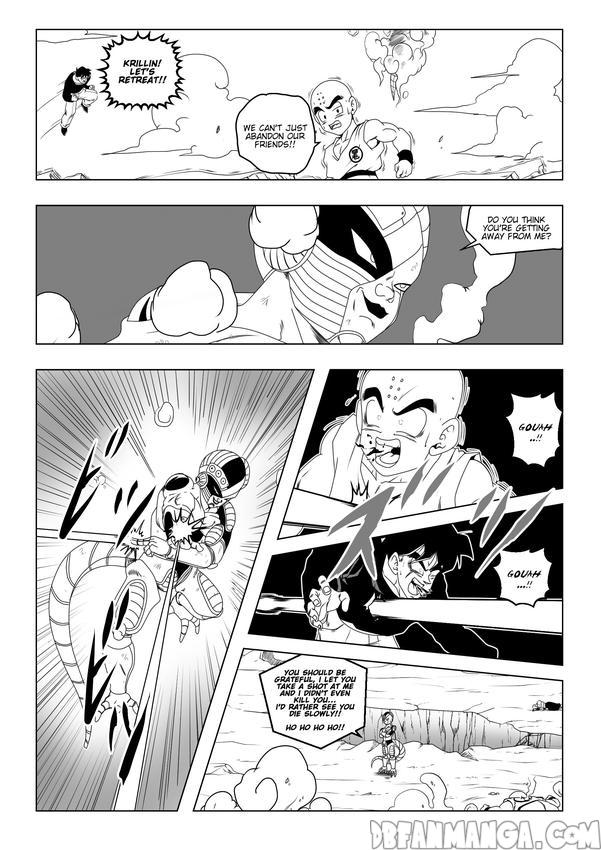 KRILLIN!
LET'S
RETREAT!!
WE CAN'T JUST
ABANDON OUR
FRIENDS!!
DO YOU THINK
YOU'RE GETTING
AWAY FROM ME?
GOUAH
..!!
GOUAH
...!!
YOU SHOULD BE
GRATEFUL, I LET YOU
TAKE A SHOT AT ME
AND I DIDN'T EVEN
KILL YOU...
I'D RATHER SEE YOU
DIE SLOWLY!!
HO HO HO HO!!
DBFANMANGA.COM